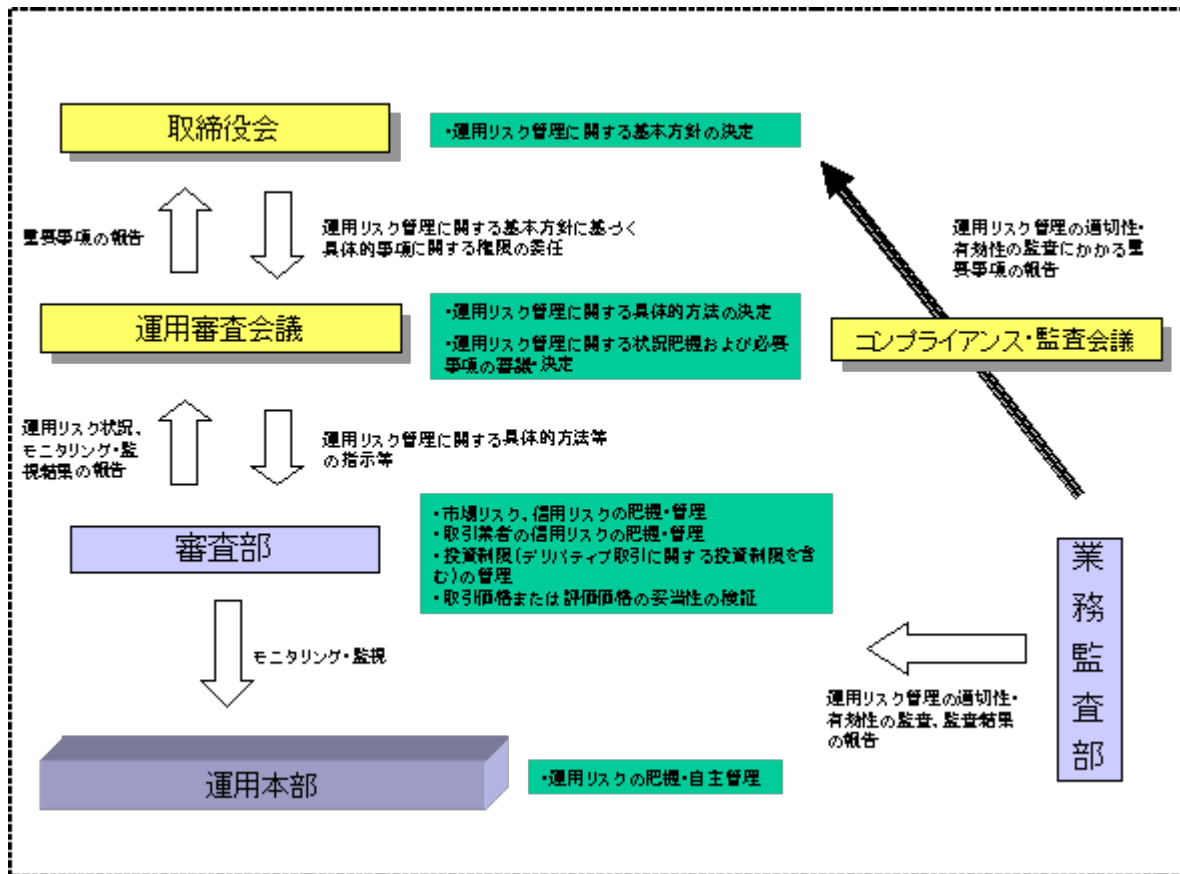 取締役会
・運用リスク管理に関する基本方針の決定
重要事項の報告
運用リスク管理に関する基本方針に基づく
具体的事項に関する権限の委任
運用リスク管理の適切性・
有効性の監査にかかる重
要事項の報告
運用審査会議
・運用リスク管理に関する具体的方法の決定
・運用リスク管理に関する状況把握および必要
事項の審議・決定
コンプライアンス・監査会議
運用リスク状況、
モニタリング・監
視結果の報告
運用リスク管理に関する具体的方法等
の指示等
審査部
・市場リスク、信用リスクの把握・管理
・取引業者の信用リスクの把握・管理
・投資制限(デリバティブ取引に関する投資制限を含
む)の管理
・取引価格または評価価格の妥当性の検証
業務監査部
モニタリング・監視
運用リスク管理の適切性・
有効性の監査、監査結果
の報告
運用本部
・運用リスクの把握・自主管理